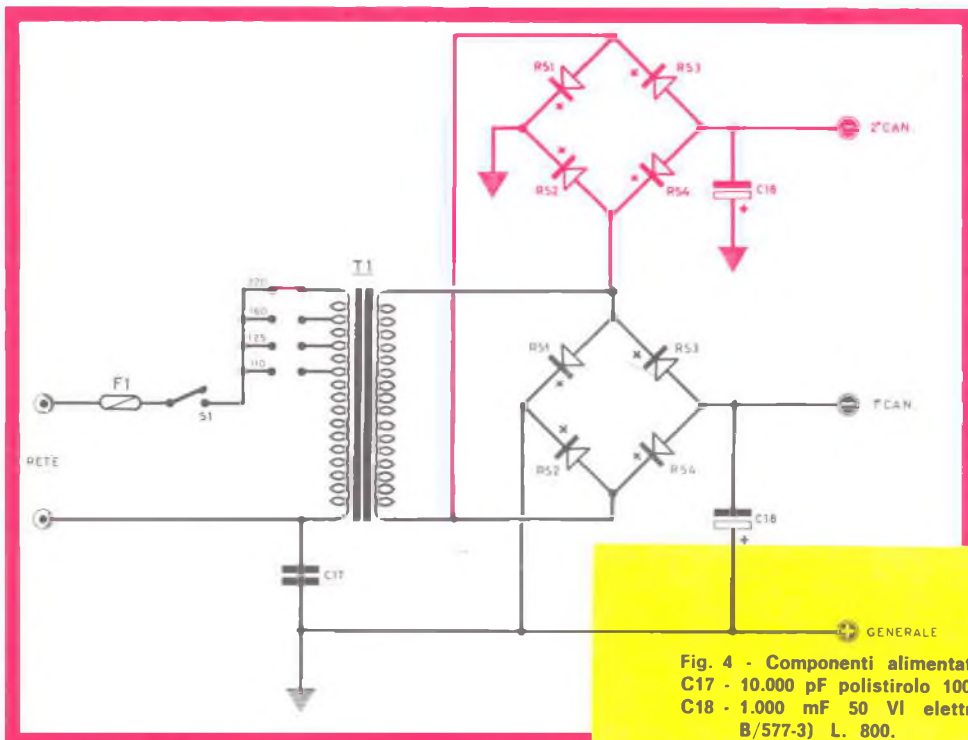 RS1
RS3
2°CAN.
RS2
RS4
C18
+
T1
220
160
125
110
F1
S1
RETE
RS1
RS3
1°CAN.
RS2
RS4
C18
+
C17
+ GENERALE
Fig. 4 - Componenti alimentat
C17 - 10.000 pF polistirolo 100
C18 - 1.000 mF 50 Vl elettr
B/577-3) L. 800.